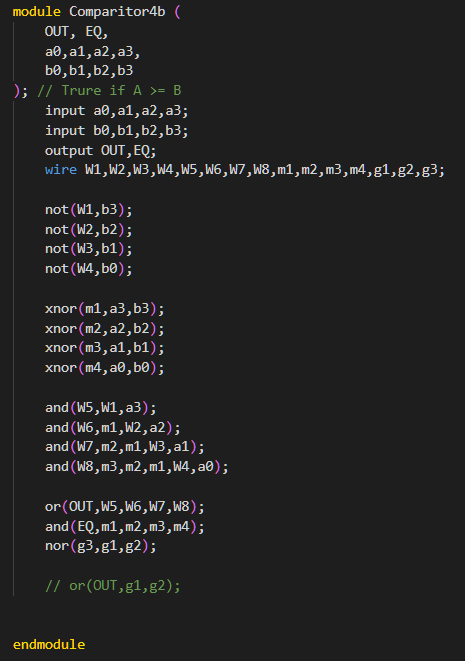 module Comparitor4b (
    OUT, EQ,
    a0,a1,a2,a3,
    b0,b1,b2,b3
); // Trure if A >= B
    input a0,a1,a2,a3;
    input b0,b1,b2,b3;
    output OUT,EQ;
    wire W1,W2,W3,W4,W5,W6,W7,W8,m1,m2,m3,m4,g1,g2,g3;

    not(W1,b3);
    not(W2,b2);
    not(W3,b1);
    not(W4,b0);

    xnor(m1,a3,b3);
    xnor(m2,a2,b2);
    xnor(m3,a1,b1);
    xnor(m4,a0,b0);

    and(W5,W1,a3);
    and(W6,m1,W2,a2);
    and(W7,m2,m1,W3,a1);
    and(W8,m3,m2,m1,W4,a0);

    or(OUT,W5,W6,W7,W8);
    and(EQ,m1,m2,m3,m4);
    nor(g3,g1,g2);

    // or(OUT,g1,g2);

endmodule